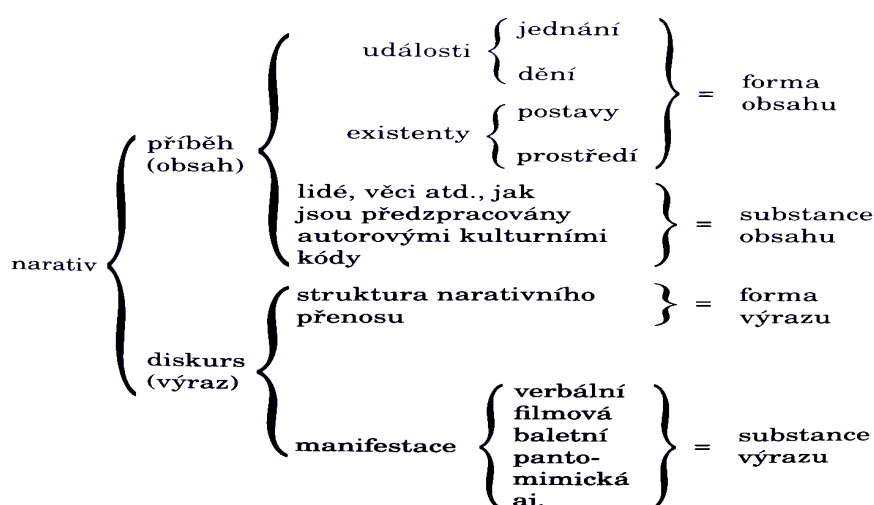 narativ
příběh
(obsah)
události
jednání
dění
existenty
postavy
prostředí
= forma
obsahu
lidé, věci atd., jak
jsou předzpracovány
autorovými kulturními
kódy
= substance
obsahu
diskurs
(výraz)
struktura narativního
přenosu
= forma
výrazu
manifestace
verbální
filmová
baletní
panto-
mimická
aj.
= substance
výrazu